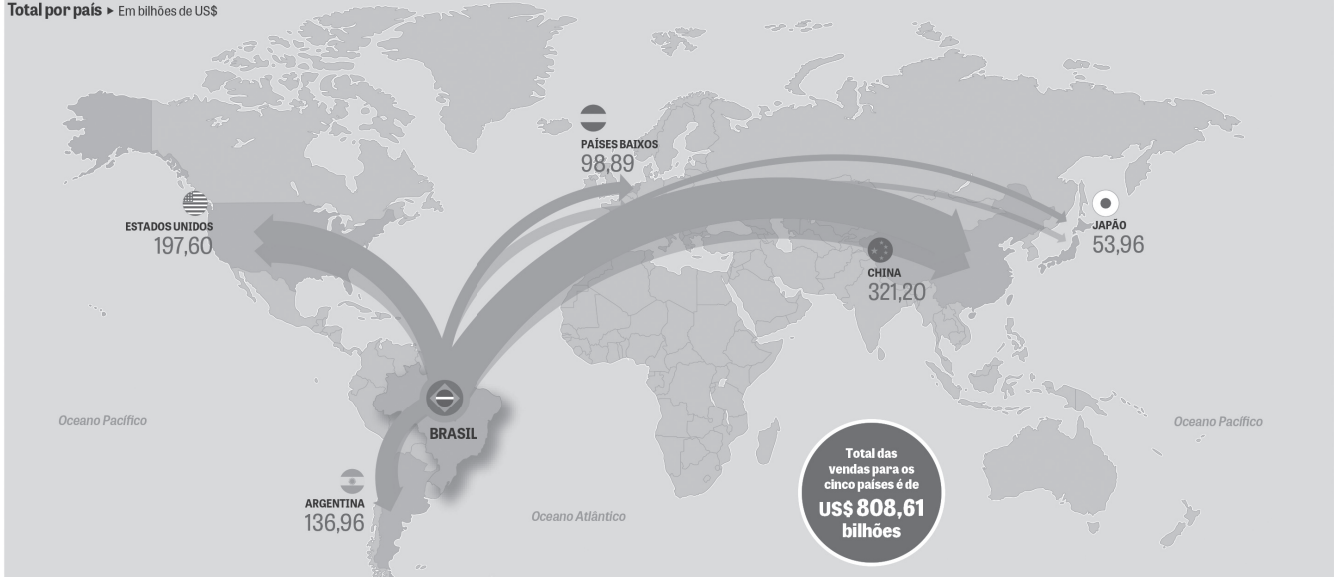 Total por país ▸ Em bilhões de US$
PAÍSES BAIXOS
98,89
ESTADOS UNIDOS
197,60
JAPÃO
53,96
CHINA
321,20
BRASIL
Oceano Pacífico
Oceano Pacífico
ARGENTINA
136,96
Oceano Atlântico
Total das
vendas para os
cinco países é de
US$ 808,61
bilhões